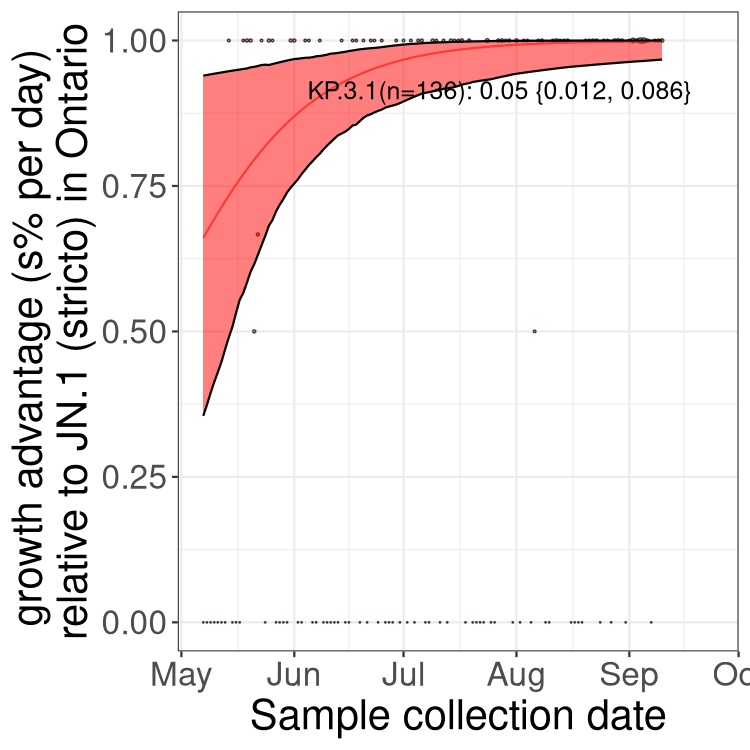 growth advantage (s% per day)
relative to JN.1 (stricto) in Ontario
1.00
0.75
0.50
0.25
0.00
KP.3.1(n=136): 0.05 {0.012, 0.086}
May Jun Jul Aug Sep Oc
Sample collection date